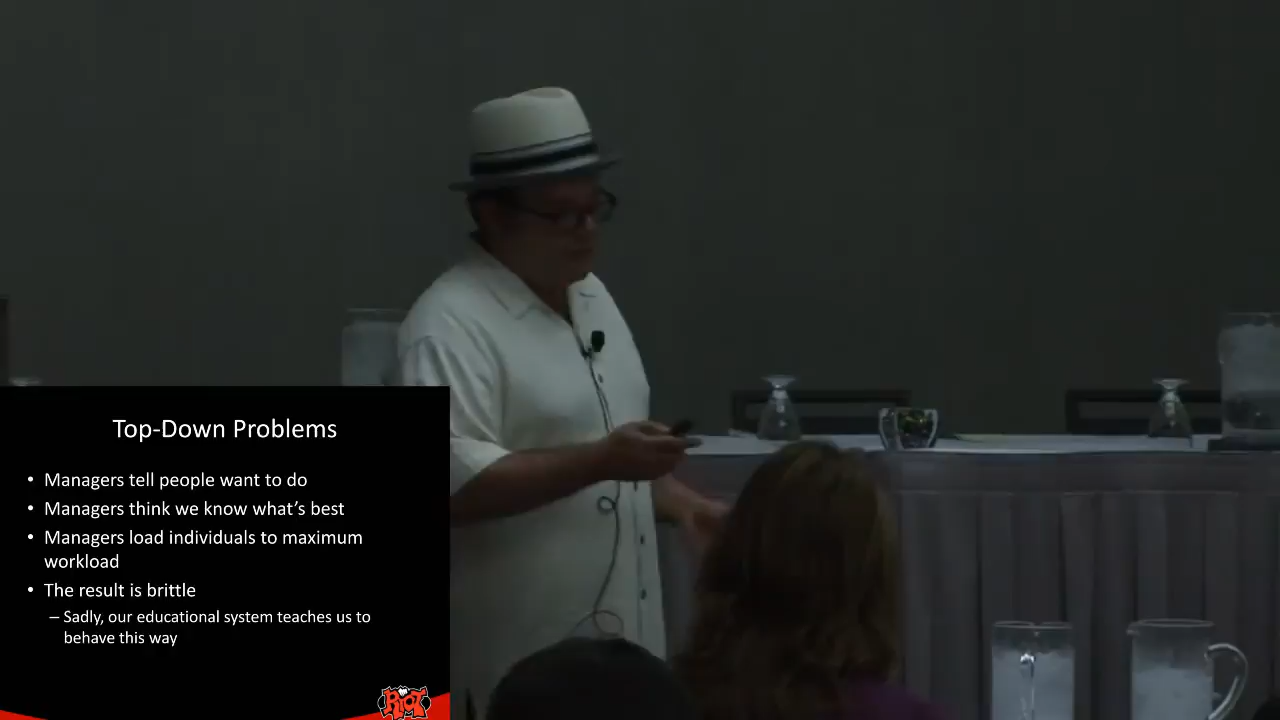 Top-Down Problems
• Managers tell people want to do
• Managers think we know what's best
• Managers load individuals to maximum
workload
• The result is brittle
– Sadly, our educational system teaches us to
behave this way
RIOT